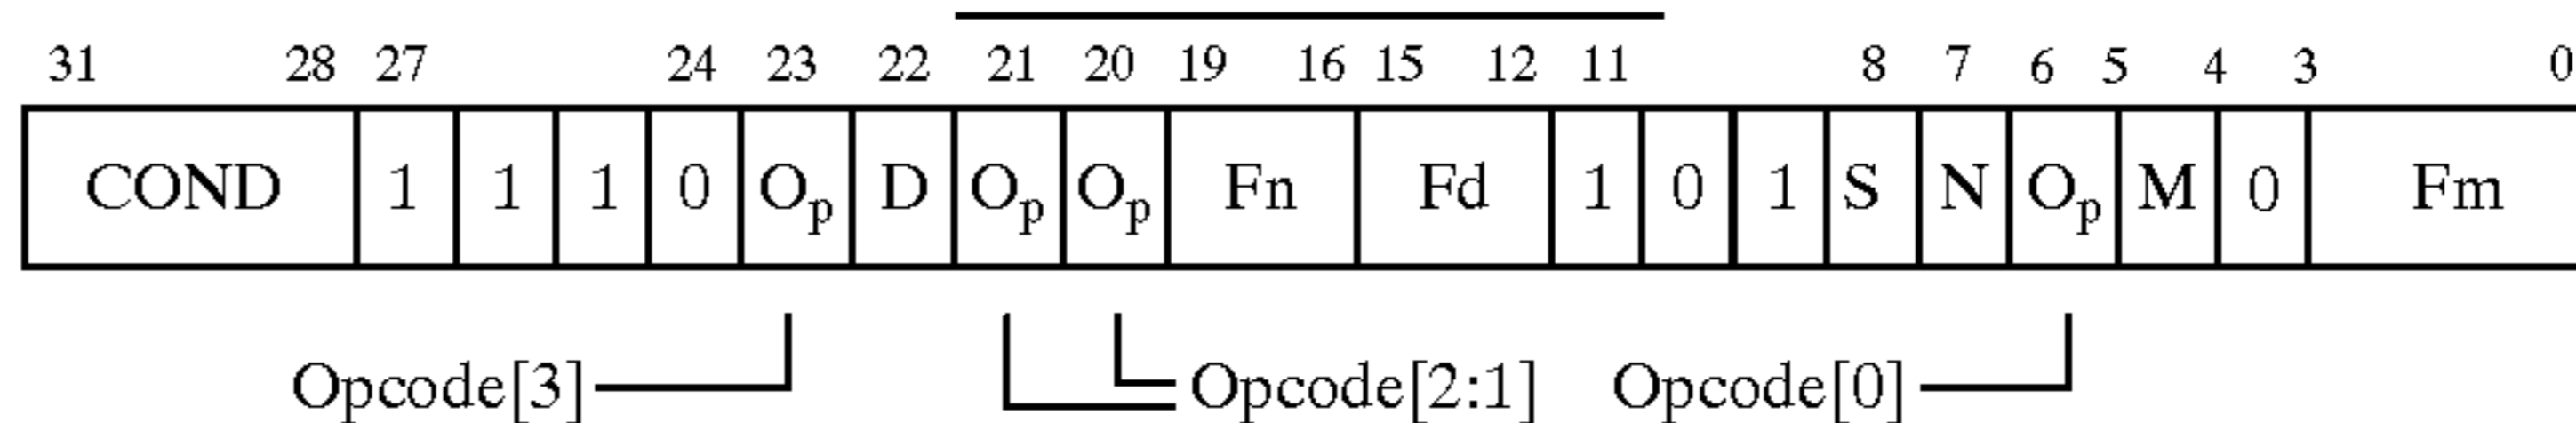 31 28 27 24 23 22 21 20 19 16 15 12 11 8 7 6 5 4 3 0
COND 1 1 1 0 Op D Op Op Fn Fd 1 0 1 S N Op M 0 Fm
Opcode[3] Opcode[2:1] Opcode[0]